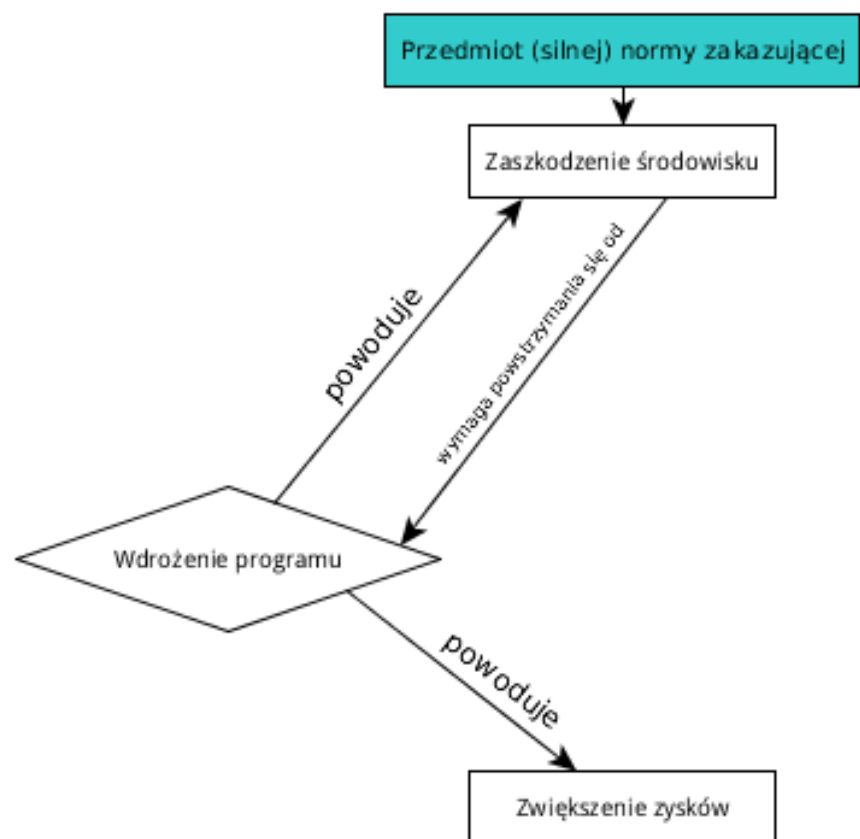 Przedmiot (silnej) normy zakazującej
Zaszkodzenie środowisku
powoduje
wymaga powstrzymania się od
Wdrożenie programu
powoduje
Zwiększenie zysków